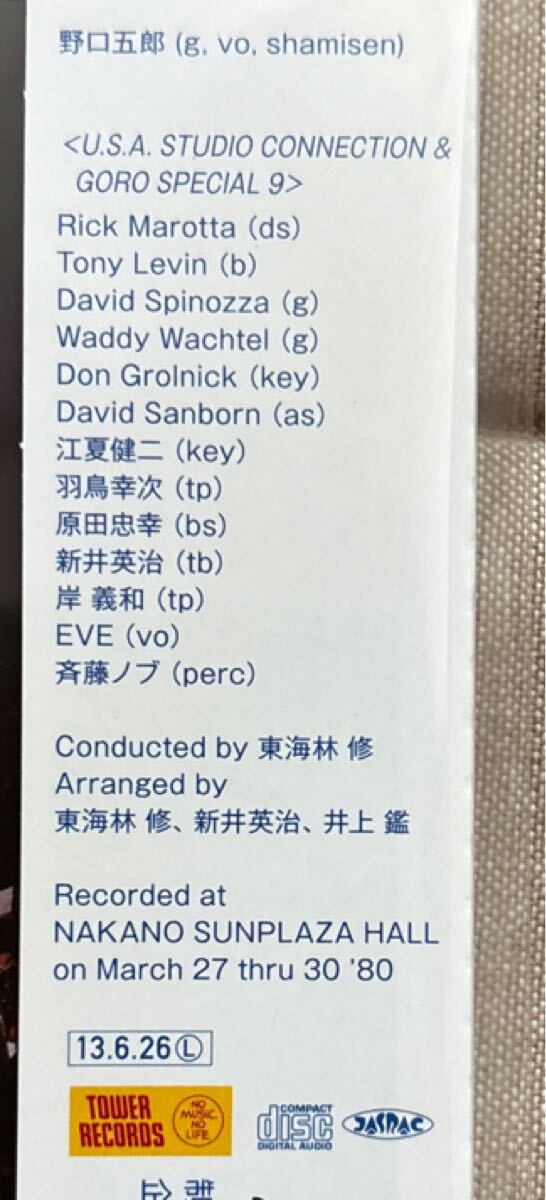 野口五郎 (g, vo, shamisen)
<U.S.A. STUDIO CONNECTION &
GORO SPECIAL 9>
Rick Marotta (ds)
Tony Levin (b)
David Spinozza (g)
Waddy Wachtel (g)
Don Grolnick (key)
David Sanborn (as)
江夏健二 (key)
羽鳥幸次 (tp)
原田忠幸 (bs)
新井英治 (tb)
岸 義和 (tp)
EVE (vo)
斉藤ノブ (perc)
Conducted by 東海林 修
Arranged by
東海林 修、新井英治、井上 鑑
Recorded at
NAKANO SUNPLAZA HALL
on March 27 thru 30 '80
13.6.26Ⓛ
TOWER
RECORDS
NO
MUSIC,
NO
LIFE.
COMPACT
disc
DIGITAL AUDIO
JASRAC